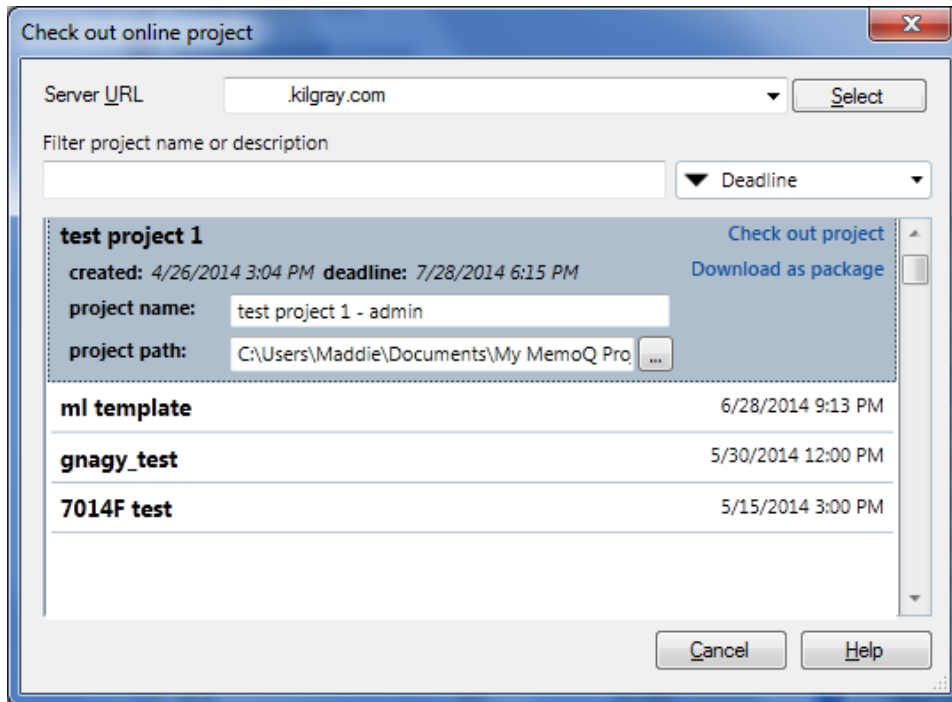 Check out online project
Server URL .kilgray.com Select
Filter project name or description
Deadline
test project 1 Check out project
created: 4/26/2014 3:04 PM deadline: 7/28/2014 6:15 PM Download as package
project name: test project 1 - admin
project path: C:\Users\Maddie\Documents\My MemoQ Proj ...
ml template 6/28/2014 9:13 PM
gnagy_test 5/30/2014 12:00 PM
7014F test 5/15/2014 3:00 PM
Cancel Help